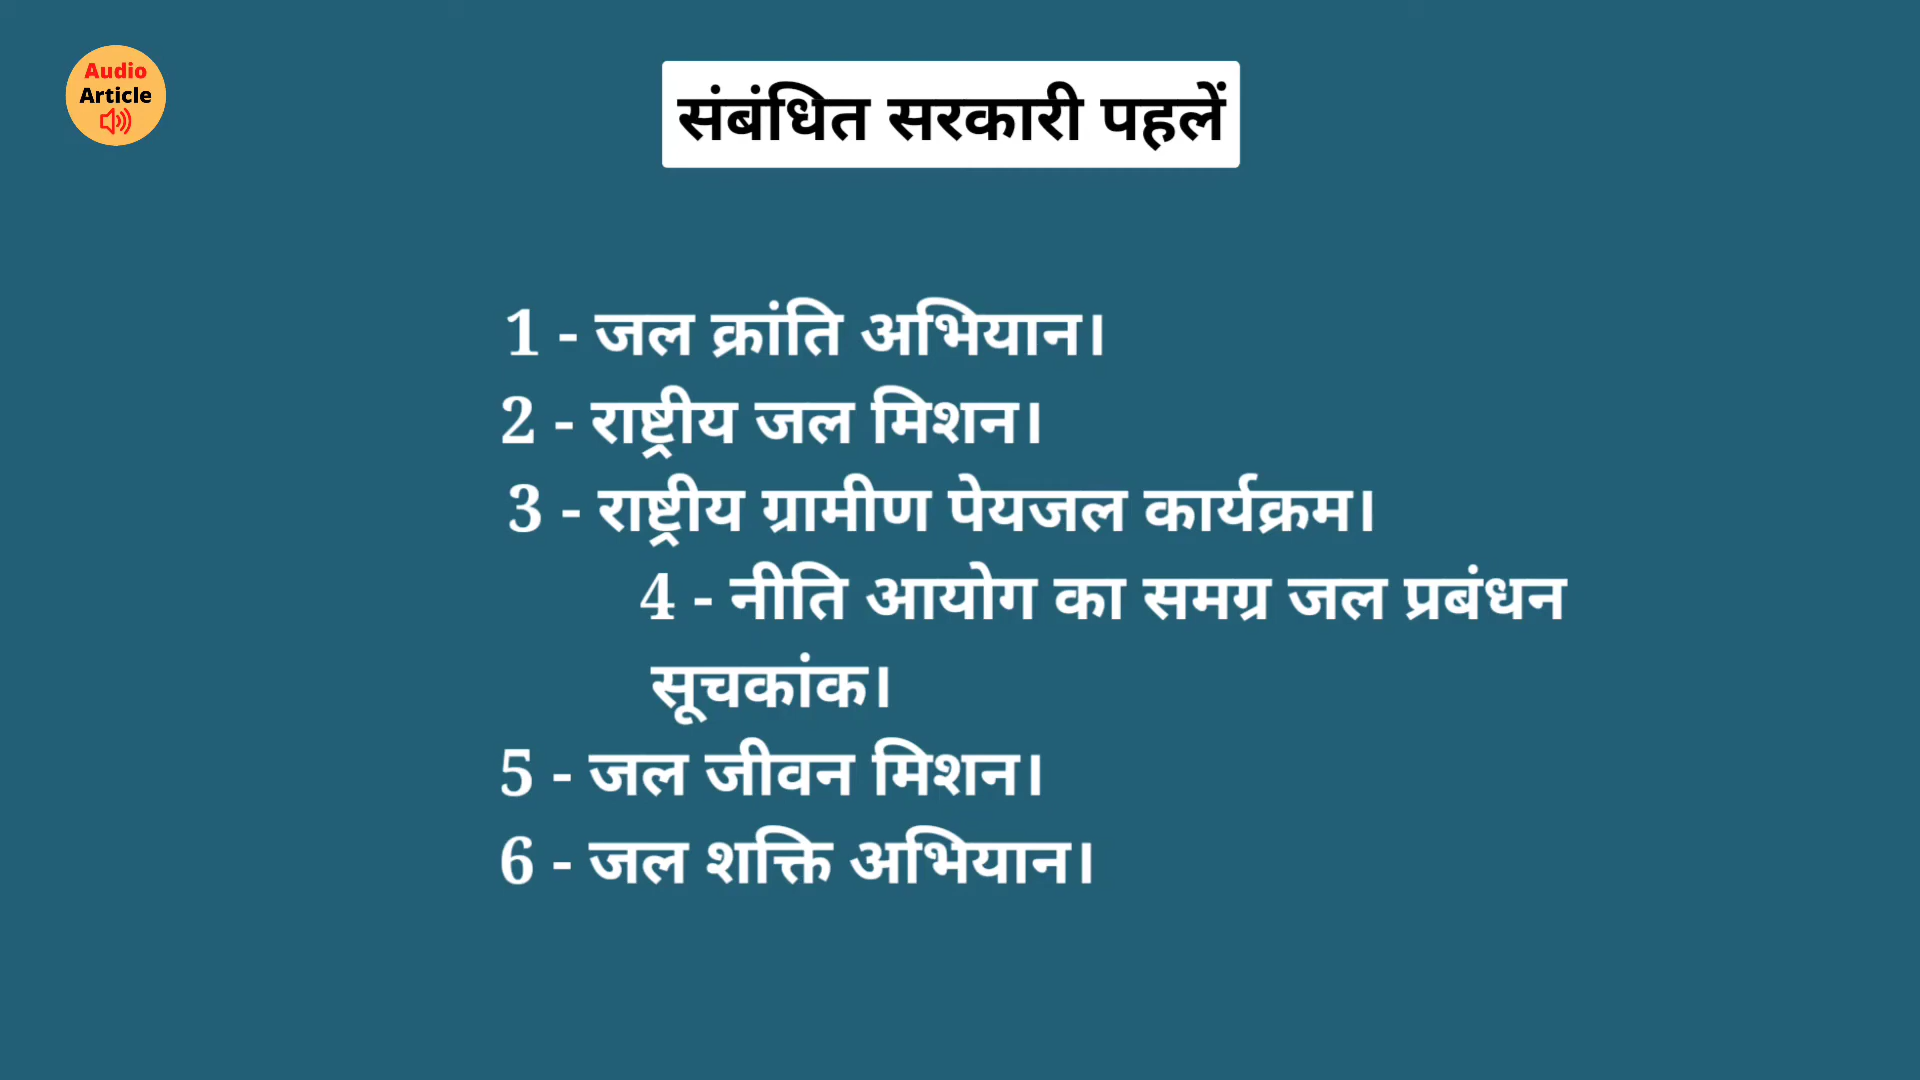 Audio
Article
संबंधित सरकारी पहलें
1 - जल क्रांति अभियान।
2 - राष्ट्रीय जल मिशन।
3 - राष्ट्रीय ग्रामीण पेयजल कार्यक्रम।
4 - नीति आयोग का समग्र जल प्रबंधन
सूचकांक।
5 - जल जीवन मिशन।
6 - जल शक्ति अभियान।